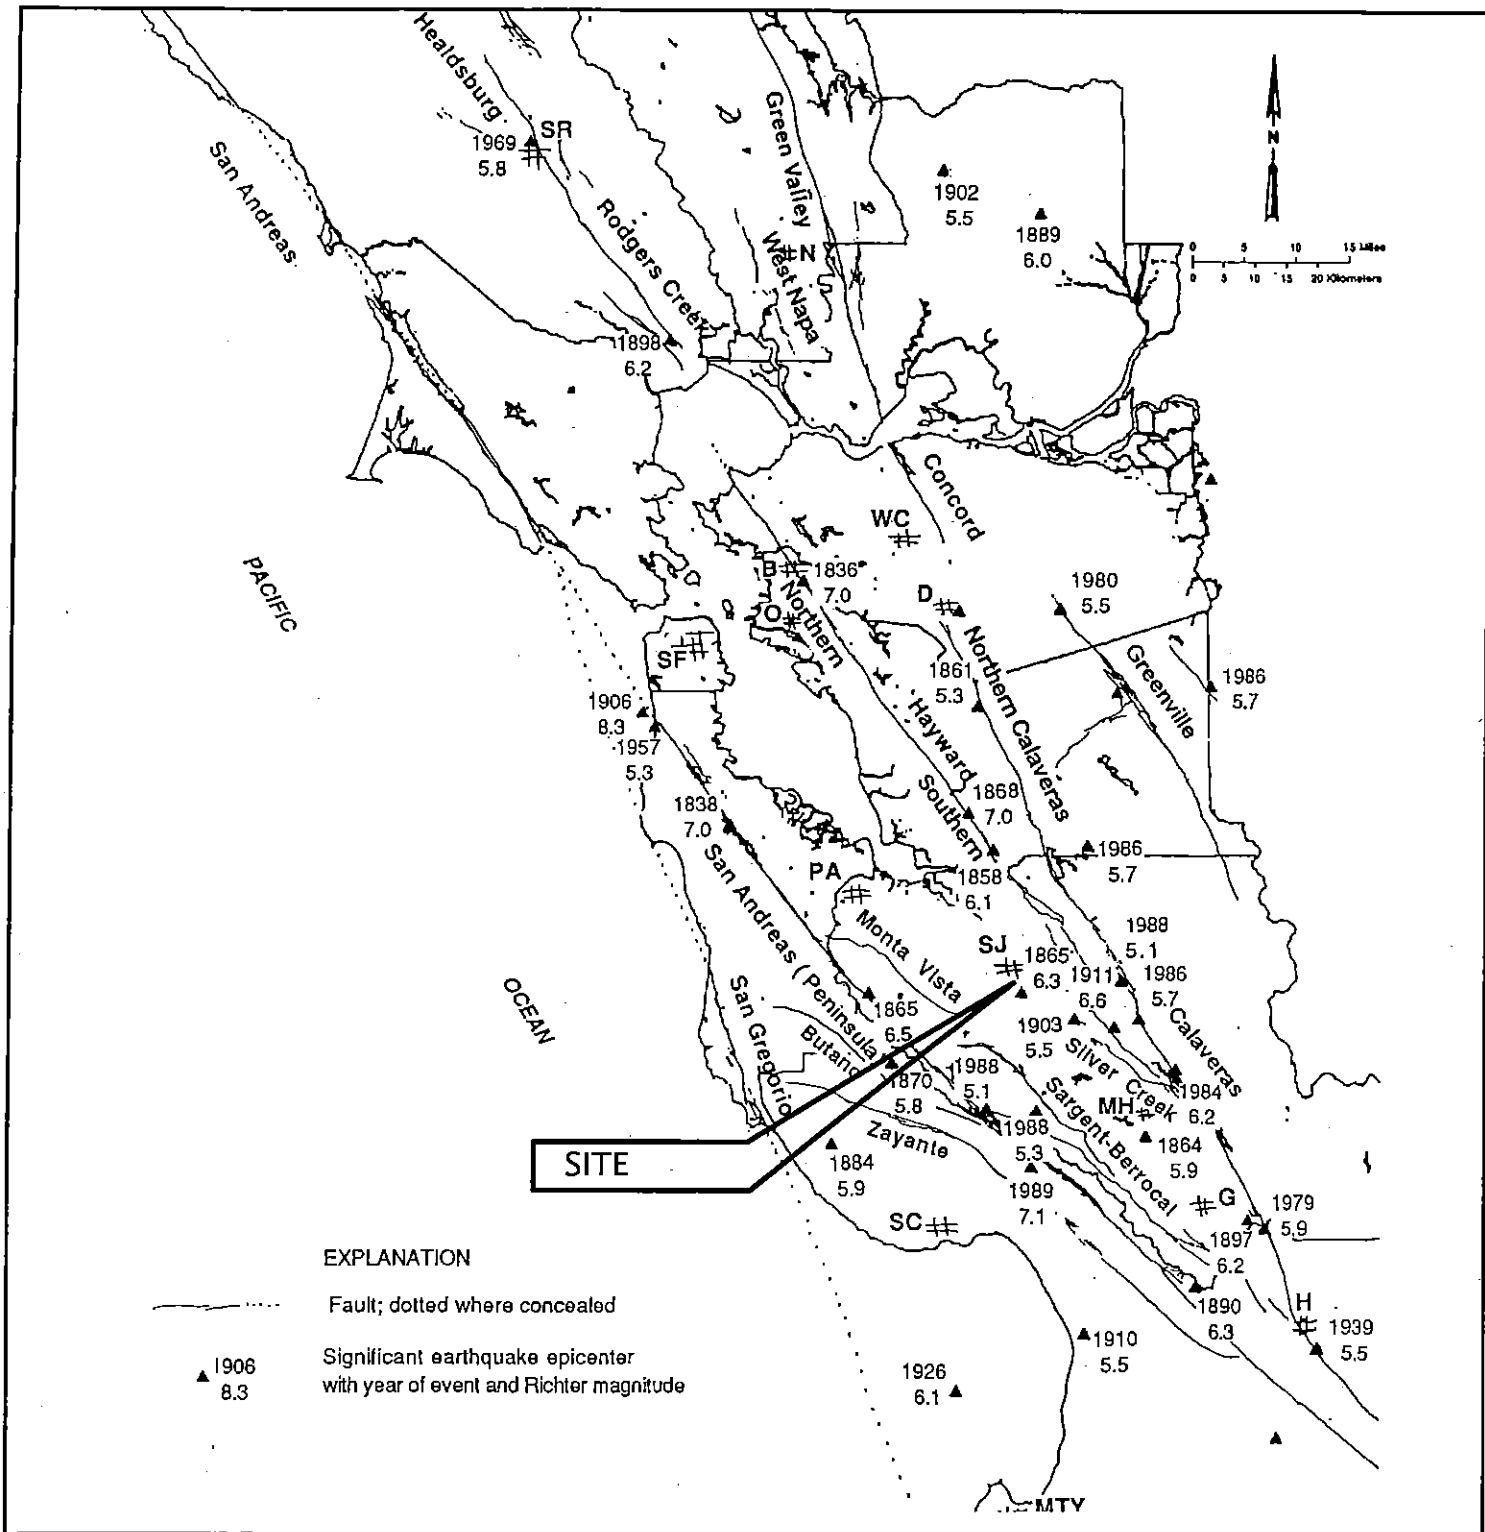 Healdsburg
SR
1969
5.8
San Andreas
Rodgers Creek
Green Valley
West Napa
N
1902
5.5
1889
6.0
N
0 5 10 15 Miles
0 5 10 15 20 Kilometers
1898
6.2
Concord
WC
B
1836
7.0
O
Northern
D
1980
5.5
PACIFIC
SF
1861
5.3
Northern Calaveras
Greenville
1986
5.7
1906
8.3
1957
5.3
Hayward
Southern
1838
7.0
1868
7.0
1986
5.7
PA
1858
6.1
San Andreas (Peninsula)
Monta Vista
SJ
1865
6.3
1988
5.1
1911
6.6
1986
5.7
OCEAN
San Gregorio
1865
6.5
1903
5.5
Calaveras
Butano
Silver Creek
1870
5.8
1988
5.1
Sargent-Berrocal
MH
1984
6.2
Zayante
1988
5.3
SITE
1884
5.9
1864
5.9
1989
7.1
G
SC
1979
5.9
1897
6.2
1890
6.3
H
1939
5.5
1910
5.5
1926
6.1
MTY
EXPLANATION
Fault; dotted where concealed
1906
8.3
Significant earthquake epicenter
with year of event and Richter magnitude